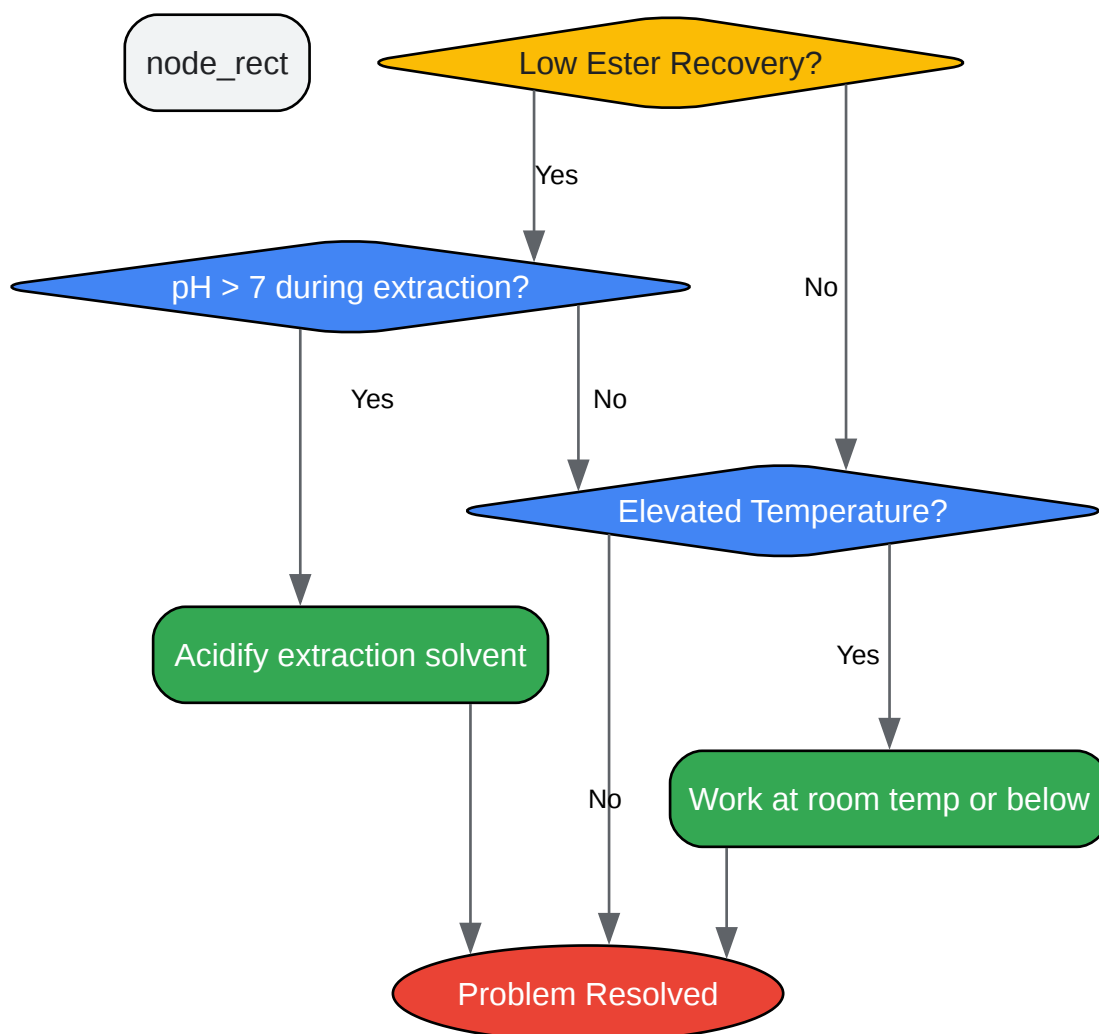 node_rect
Low Ester Recovery?
Yes
pH > 7 during extraction?
No
Yes
No
Elevated Temperature?
Acidify extraction solvent
Yes
No
Work at room temp or below
Problem Resolved